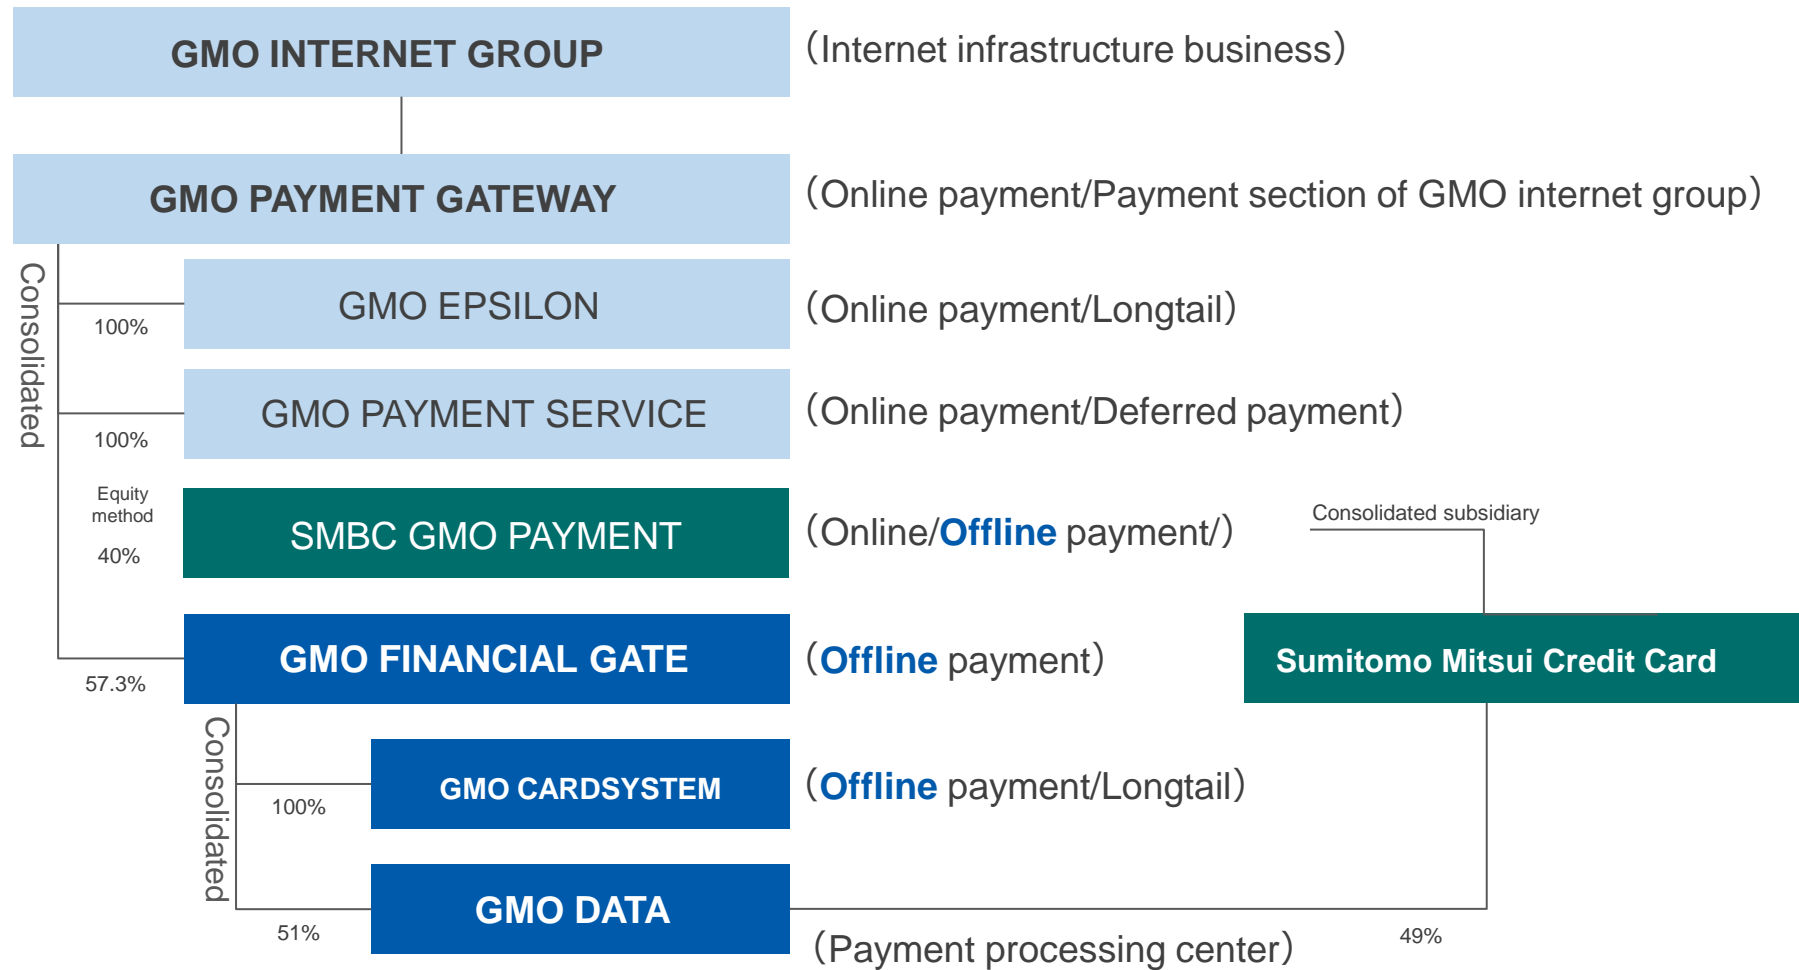 GMO INTERNET GROUP
（Internet infrastructure business）
GMO PAYMENT GATEWAY
（Online payment/Payment section of GMO internet group）
Consolidated
GMO EPSILON
（Online payment/Longtail）
100%
GMO PAYMENT SERVICE
（Online payment/Deferred payment）
100%
Equity
method
40%
SMBC GMO PAYMENT
（Online/Offline payment/）
Consolidated subsidiary
GMO FINANCIAL GATE
（Offline payment）
Sumitomo Mitsui Credit Card
57.3%
Consolidated
GMO CARDSYSTEM
（Offline payment/Longtail）
100%
GMO DATA
51%
（Payment processing center）
49%